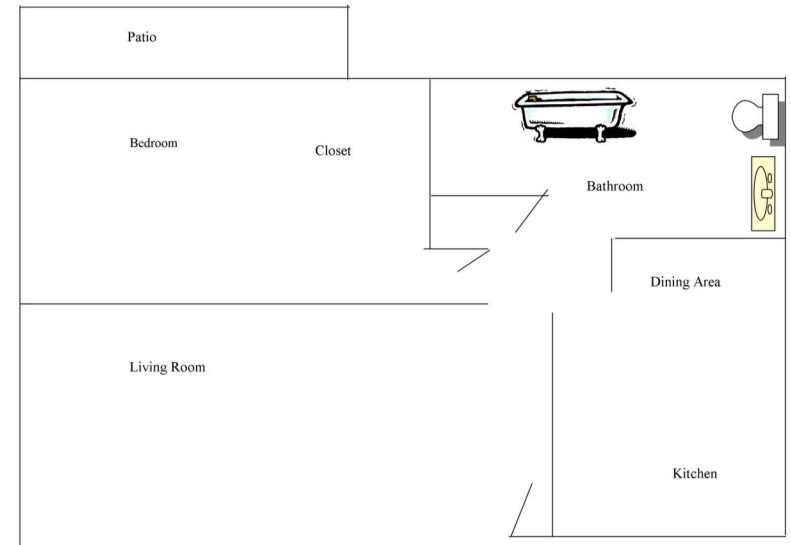 Patio
Bedroom
Closet
Bathroom
Dining Area
Living Room
Kitchen